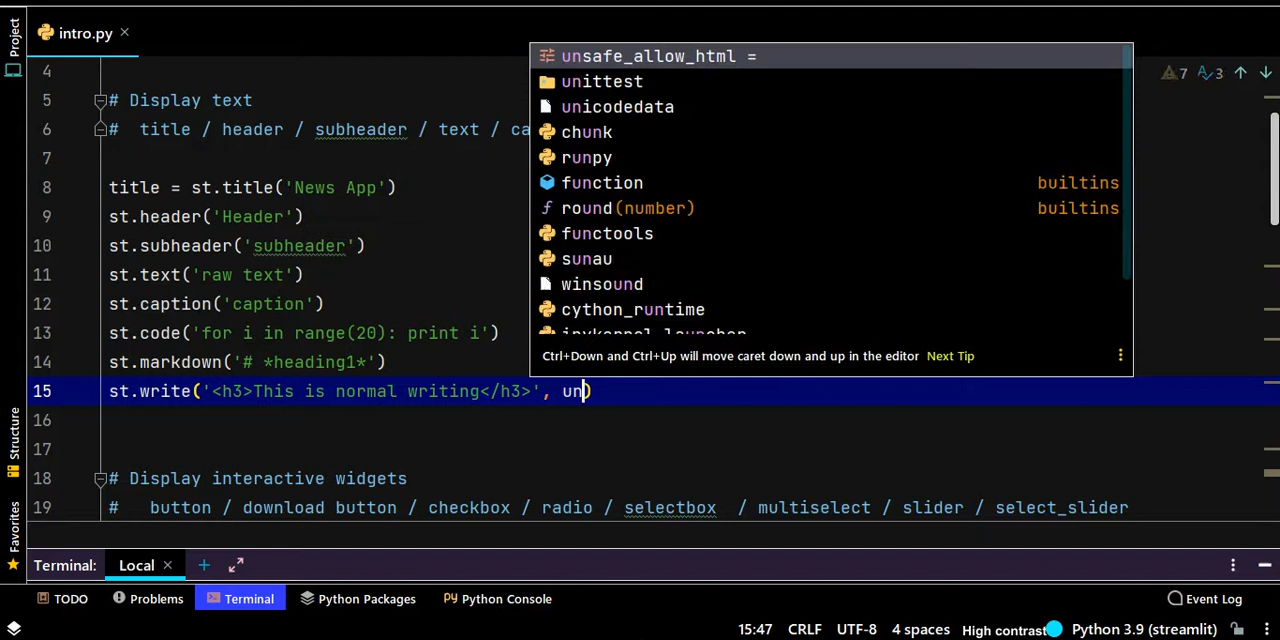 Project
intro.py
4
5 # Display text
6 # title / header / subheader / text / ca
7
8 title = st.title('News App')
9 st.header('Header')
10 st.subheader('subheader')
11 st.text('raw text')
12 st.caption('caption')
13 st.code('for i in range(20): print i')
14 st.markdown('# *heading1*')
15 st.write('<h3>This is normal writing</h3>', un)
16
17
18 # Display interactive widgets
19 # button / download button / checkbox / radio / selectbox / multiselect / slider / select_slider
unsafe_allow_html =
unittest
unicodedata
chunk
runpy
function builtins
round(number) builtins
functools
sunau
winsound
cython_runtime
Ctrl+Down and Ctrl+Up will move caret down and up in the editor Next Tip
7 3
Structure
Favorites
Terminal: Local
TODO Problems Terminal Python Packages Python Console Event Log
15:47 CRLF UTF-8 4 spaces High contrast Python 3.9 (streamlit)